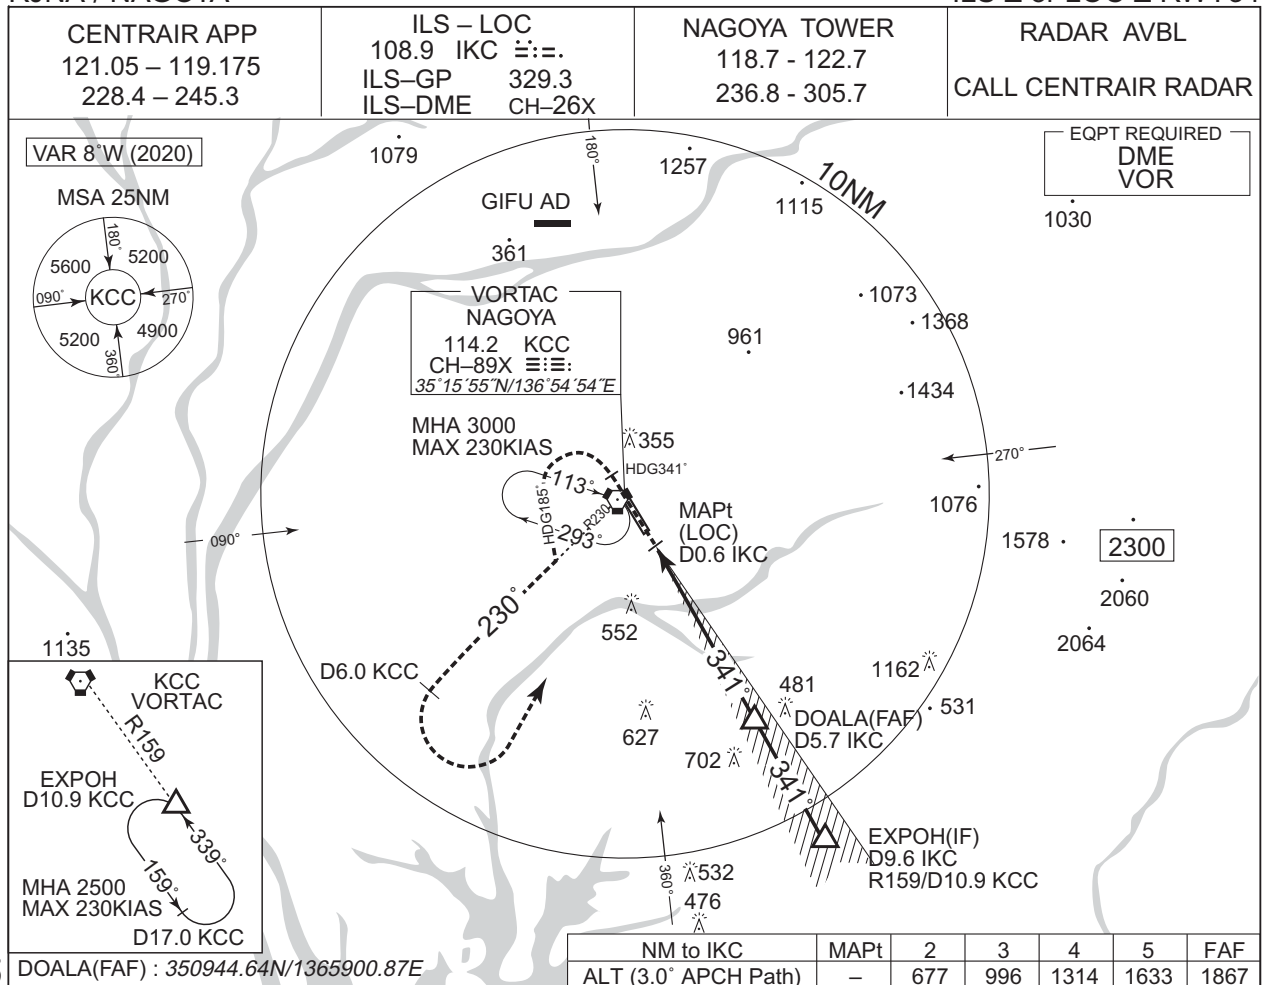 CENTRAIR APP
121.05 – 119.175
228.4 – 245.3
ILS – LOC
108.9 IKC
ILS–GP 329.3
ILS–DME CH–26X
NAGOYA TOWER
118.7 - 122.7
236.8 - 305.7
RADAR AVBL
CALL CENTRAIR RADAR
VAR 8°W (2020)
MSA 25NM
180°
5600
5200
090°
KCC
270°
5200
4900
360°
EQPT REQUIRED
DME
VOR
1079
180°
1257
10NM
1115
1030
GIFU AD
361
VORTAC
NAGOYA
114.2 KCC
CH–89X
35°15´55˝N/136°54´54˝E
1073
1368
961
1434
MHA 3000
MAX 230KIAS
355
HDG341°
270°
113°
HDG185°
R230
293°
1076
MAPt
(LOC)
D0.6 IKC
090°
1578
2300
2060
230°
552
2064
1135
341°
1162
D6.0 KCC
481
531
DOALA(FAF)
D5.7 IKC
627
702
341°
KCC
VORTAC
R159
EXPOH
D10.9 KCC
339°
159°
MHA 2500
MAX 230KIAS
D17.0 KCC
EXPOH(IF)
D9.6 IKC
R159/D10.9 KCC
360°
532
476
DOALA(FAF) : 350944.64N/1365900.87E
NM to IKC MAPt 2 3 4 5 FAF
ALT (3.0° APCH Path) – 677 996 1314 1633 1867